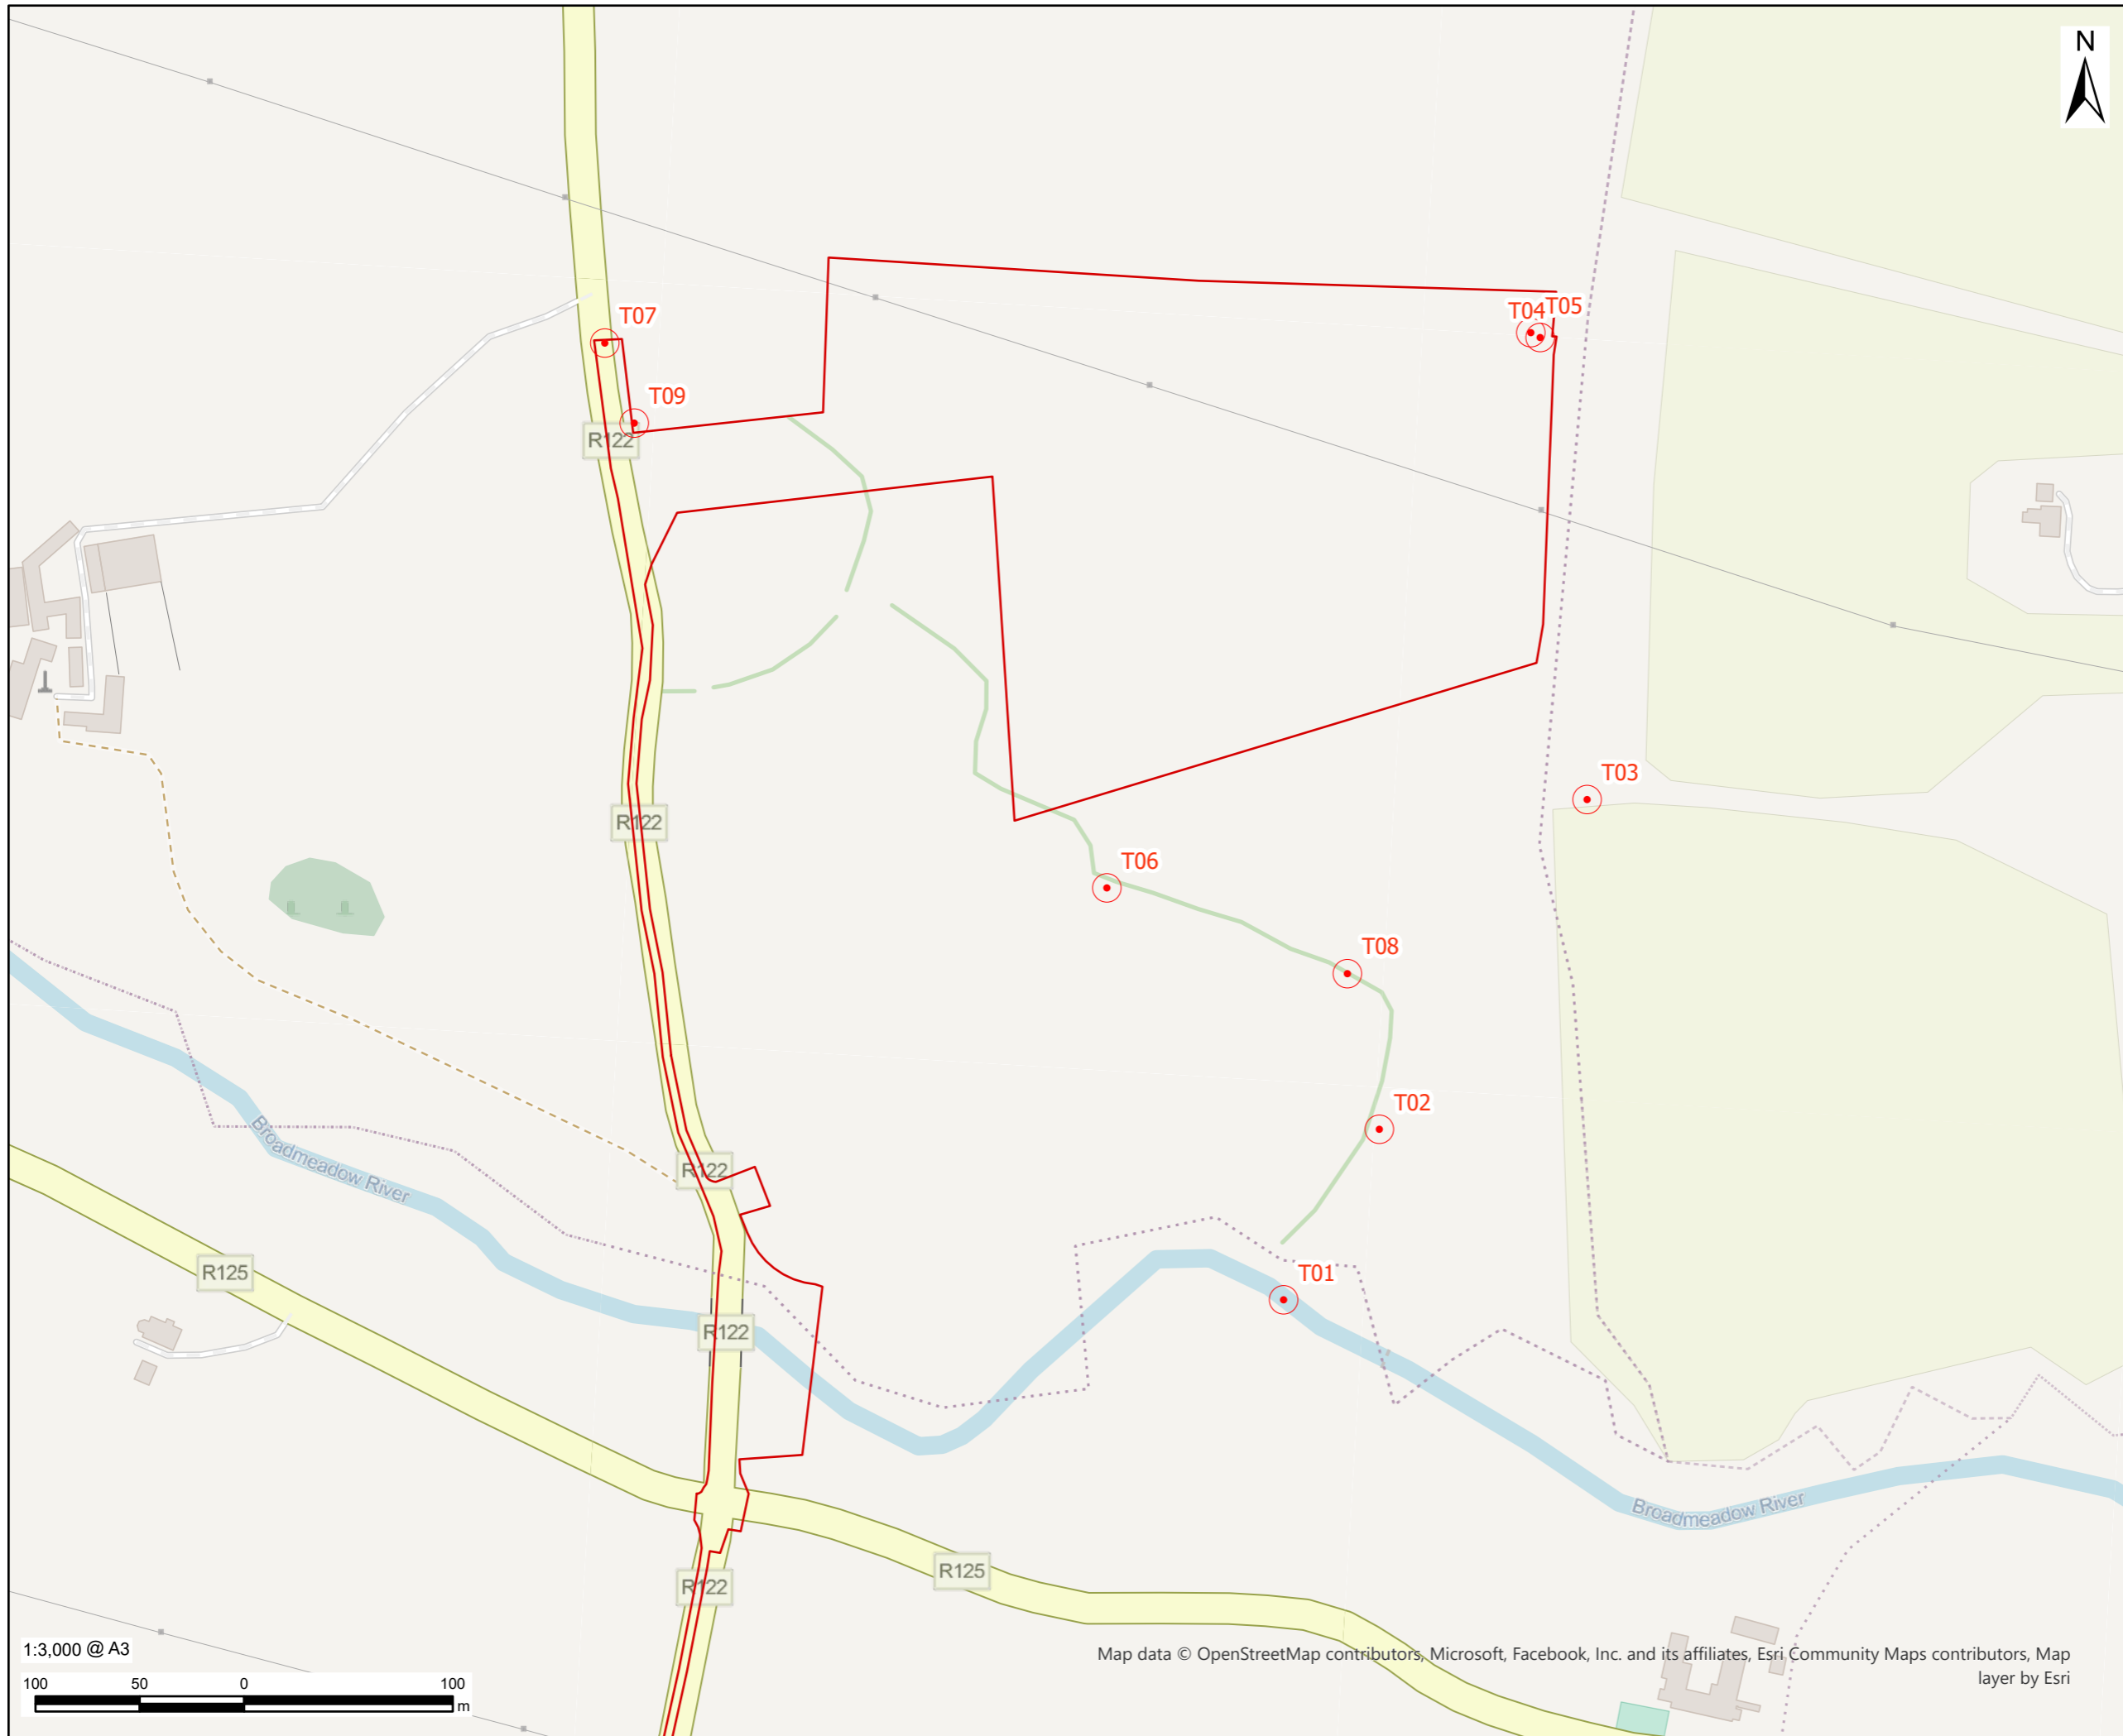 N
T04
T05
T07
T09
R122
T03
R122
T06
T08
T02
Broadmeadow River
R122
R125
T01
R122
Broadmeadow River
R125
R122
1:3,000 @ A3
Map data © OpenStreetMap contributors, Microsoft, Facebook, Inc. and its affiliates, Esri Community Maps contributors, Map
layer by Esri
100 50 0 100
m